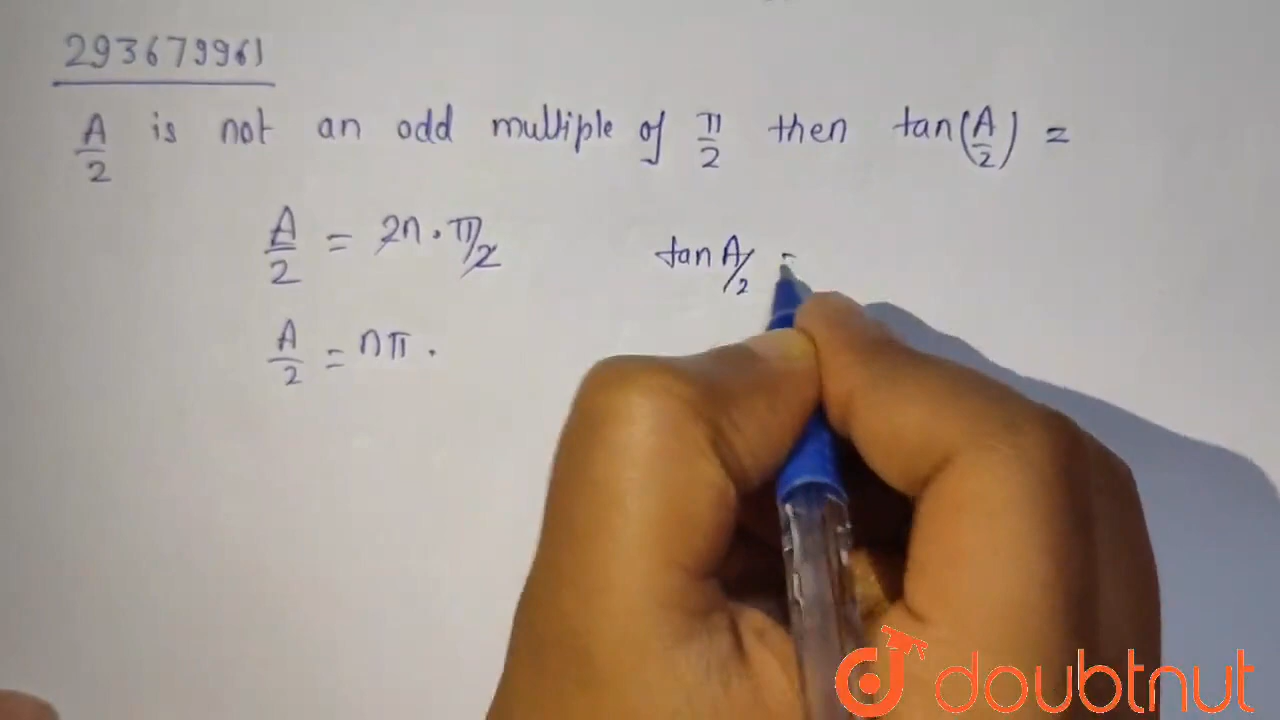 293679961
A/2 is not an odd multiple of π/2 then tan(A/2) =
A/2 = 2n · π/2
tan A/2 =
A/2 = nπ .
doubtnut